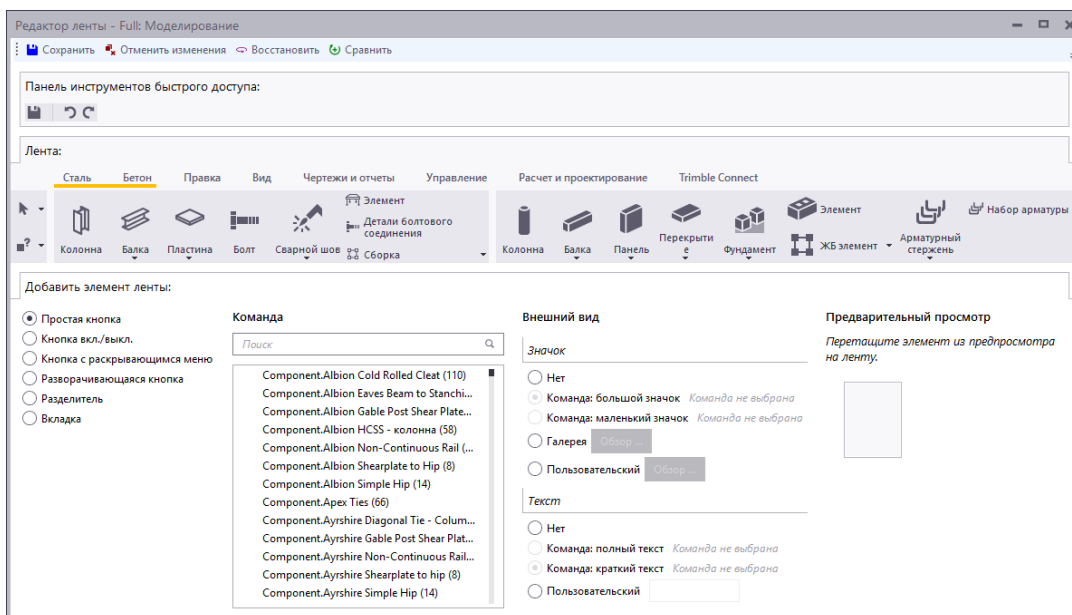 Редактор ленты - Full: Моделирование
Сохранить Отменить изменения Восстановить Сравнить
Панель инструментов быстрого доступа:
Лента:
Сталь Бетон Правка Вид Чертежи и отчеты Управление Расчет и проектирование Trimble Connect
Колонна
Балка
Пластина
Болт
Сварной шов
Элемент
Детали болтового
соединения
Сборка
Колонна
Балка
Панель
Перекрыти
е
Фундамент
Элемент
ЖБ элемент
Арматурный
стержень
Набор арматуры
Добавить элемент ленты:
Простая кнопка
Кнопка вкл./выкл.
Кнопка с раскрывающимся меню
Разворачивающаяся кнопка
Разделитель
Вкладка
Команда
Поиск
Component.Albion Cold Rolled Cleat (110)
Component.Albion Eaves Beam to Stanchi...
Component.Albion Gable Post Shear Plate...
Component.Albion HCSS - колонна (58)
Component.Albion Non-Continuous Rail (...
Component.Albion Shearplate to Hip (8)
Component.Albion Simple Hip (14)
Component.Apex Ties (66)
Component.Ayrshire Diagonal Tie - Colum...
Component.Ayrshire Gable Post Shear Plat...
Component.Ayrshire Non-Continuous Rail...
Component.Ayrshire Shearplate to hip (8)
Component.Ayrshire Simple Hip (14)
Внешний вид
Значок
Нет
Команда: большой значок Команда не выбрана
Команда: маленький значок Команда не выбрана
Галерея Обзор ...
Пользовательский Обзор ...
Текст
Нет
Команда: полный текст Команда не выбрана
Команда: краткий текст Команда не выбрана
Пользовательский
Предварительный просмотр
Перетащите элемент из предпросмотра
на ленту.